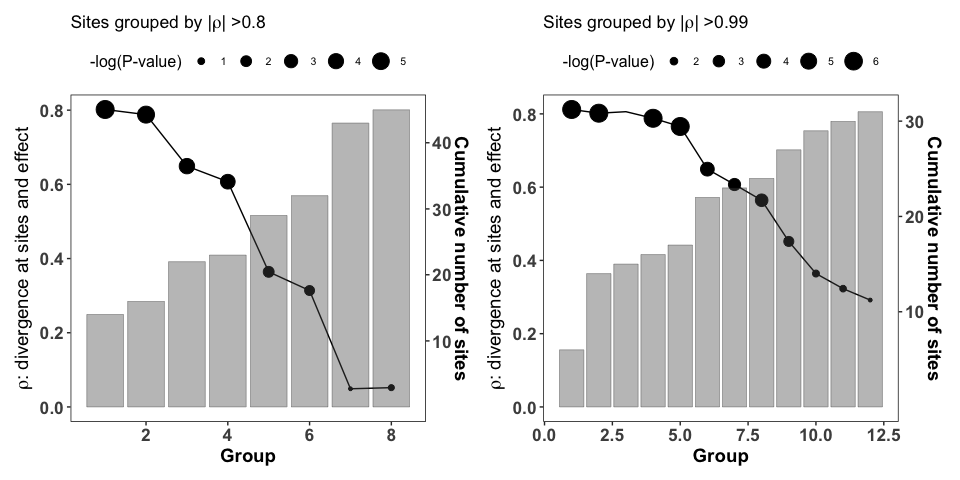 Sites grouped by |ρ| >0.8
-log(P-value) 1 2 3 4 5
ρ: divergence at sites and effect
0.8
0.6
0.4
0.2
0.0
40
30
20
10
Cumulative number of sites
2 4 6 8
Group
Sites grouped by |ρ| >0.99
-log(P-value) 2 3 4 5 6
ρ: divergence at sites and effect
0.8
0.6
0.4
0.2
0.0
30
20
10
Cumulative number of sites
0.0 2.5 5.0 7.5 10.0 12.5
Group